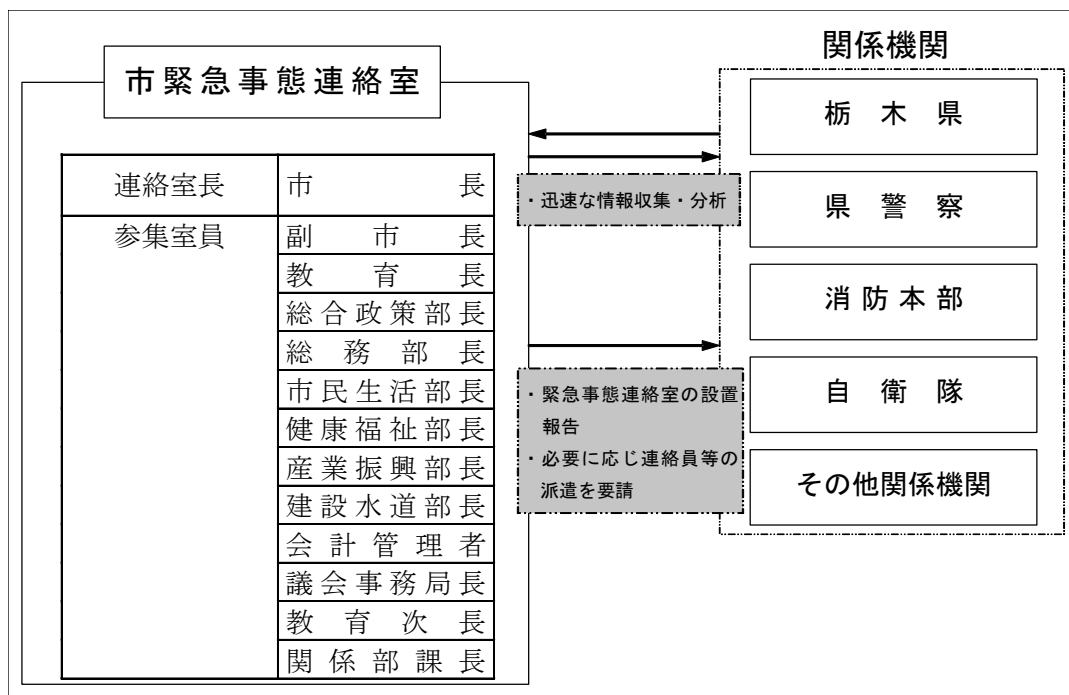 市緊急事態連絡室
連絡室長 市長
参集室員 副市長
教育長
総合政策部長
総務部長
市民生活部長
健康福祉部長
産業振興部長
建設水道部長
会計管理者
議会事務局長
教育次長
関係部課長
・迅速な情報収集・分析
・緊急事態連絡室の設置
報告
・必要に応じ連絡員等の
派遣を要請
関係機関
栃木県
県警察
消防本部
自衛隊
その他関係機関